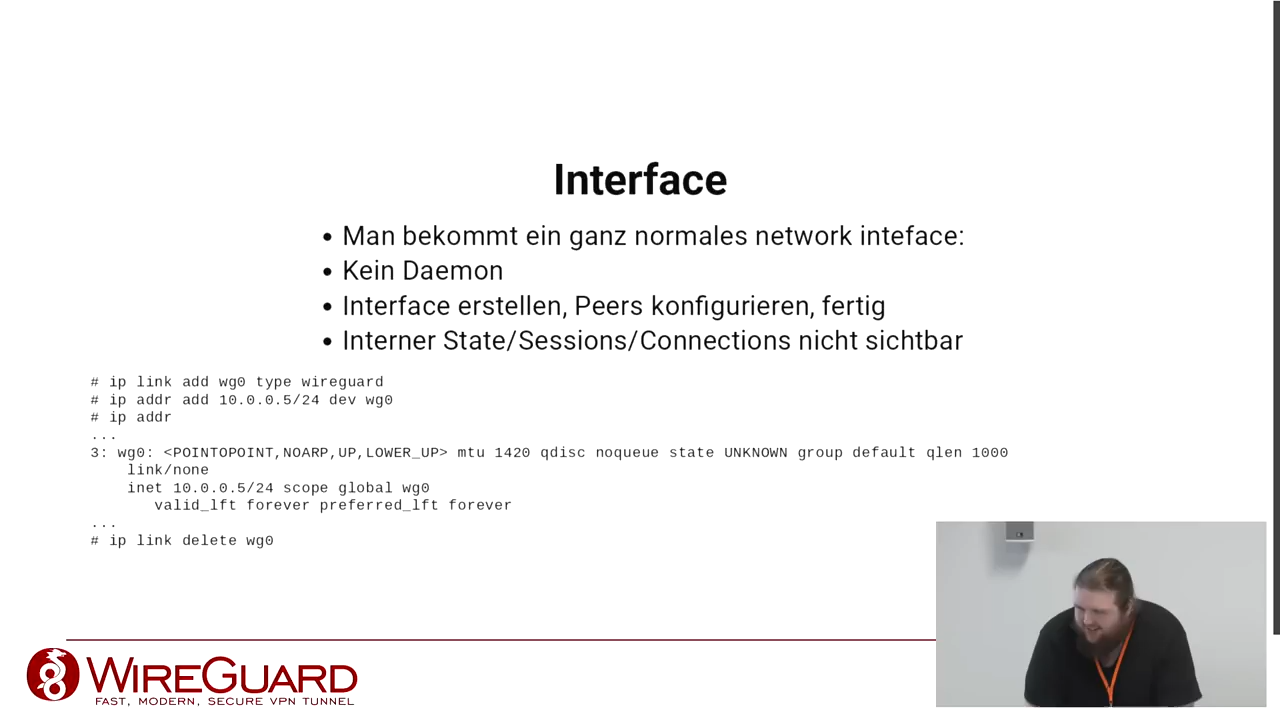 Interface
• Man bekommt ein ganz normales network inteface:
• Kein Daemon
• Interface erstellen, Peers konfigurieren, fertig
• Interner State/Sessions/Connections nicht sichtbar
# ip link add wg0 type wireguard
# ip addr add 10.0.0.5/24 dev wg0
# ip addr
...
3: wg0: <POINTOPOINT,NOARP,UP,LOWER_UP> mtu 1420 qdisc noqueue state UNKNOWN group default qlen 1000
    link/none
    inet 10.0.0.5/24 scope global wg0
       valid_lft forever preferred_lft forever
...
# ip link delete wg0
WIREGUARD
FAST, MODERN, SECURE VPN TUNNEL